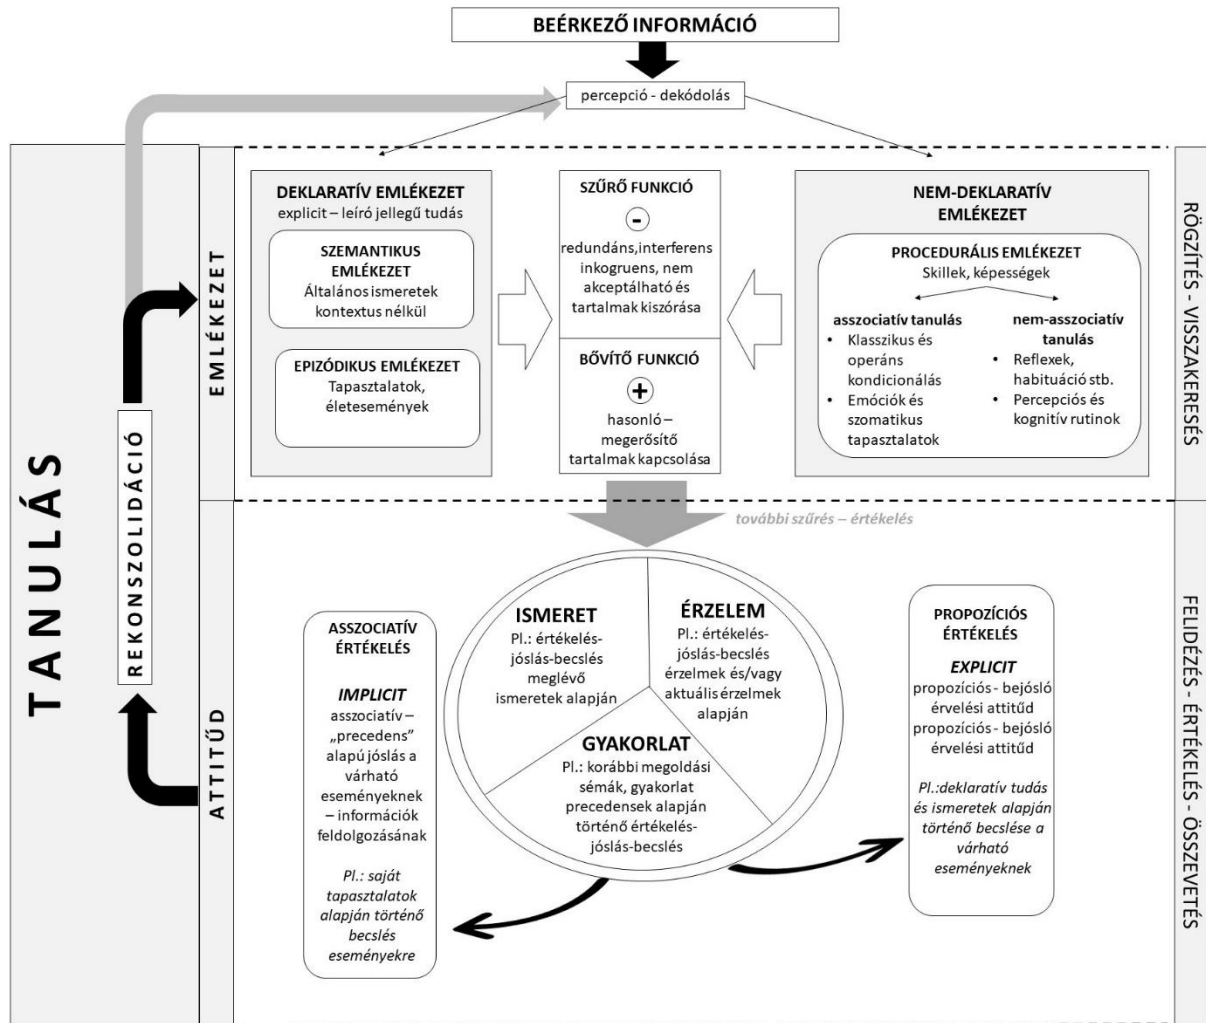 BEÉRKEZŐ INFORMÁCIÓ
percepció - dekódolás
TANULÁS
REKONSZOLIDÁCIÓ
EMLÉKEZET
DEKLARATÍV EMLÉKEZET
explicit – leíró jellegű tudás
SZEMANTIKUS
EMLÉKEZET
Általános ismeretek
kontextus nélkül
EPIZÓDIKUS EMLÉKEZET
Tapasztalatok,
életesemények
SZŰRŐ FUNKCIÓ
-
redundáns,interferens
inkogruens, nem
akceptálható és
tartalmak kiszórása
BŐVÍTŐ FUNKCIÓ
+
hasonló –
megerősítő
tartalmak kapcsolása
NEM-DEKLARATÍV
EMLÉKEZET
PROCEDURÁLIS EMLÉKEZET
Skillek, képességek
asszociatív tanulás
• Klasszikus és
operáns
kondicionálás
• Emóciók és
szomatikus
tapasztalatok
nem-asszociatív
tanulás
• Reflexek,
habituáció stb.
• Percepciós és
kognitív rutinok
RÖGZÍTÉS - VISSZAKERESÉS
további szűrés – értékelés
ATTITŰD
ASSZOCIATÍV
ÉRTÉKELÉS
IMPLICIT
asszociatív –
„precedens”
alapú jóslás a
várható
eseményeknek
– információk
feldolgozásának
Pl.: saját
tapasztalatok
alapján történő
becslés
eseményekre
ISMERET
Pl.: értékelés-
jóslás-becslés
meglévő
ismeretek alapján
ÉRZELEM
Pl.: értékelés-
jóslás-becslés
érzelmek és/vagy
aktuális érzelmek
alapján
GYAKORLAT
Pl.: korábbi megoldási
sémák, gyakorlat
precedensek alapján
történő értékelés-
jóslás-becslés
PROPOZÍCIÓS
ÉRTÉKELÉS
EXPLICIT
propozíciós - bejósló
érvelési attitűd
propozíciós - bejósló
érvelési attitűd
Pl.:deklaratív tudás
és ismeretek alapján
történő becslése a
várható
eseményeknek
FELIDÉZÉS - ÉRTÉKELÉS - ÖSSZEVETÉS